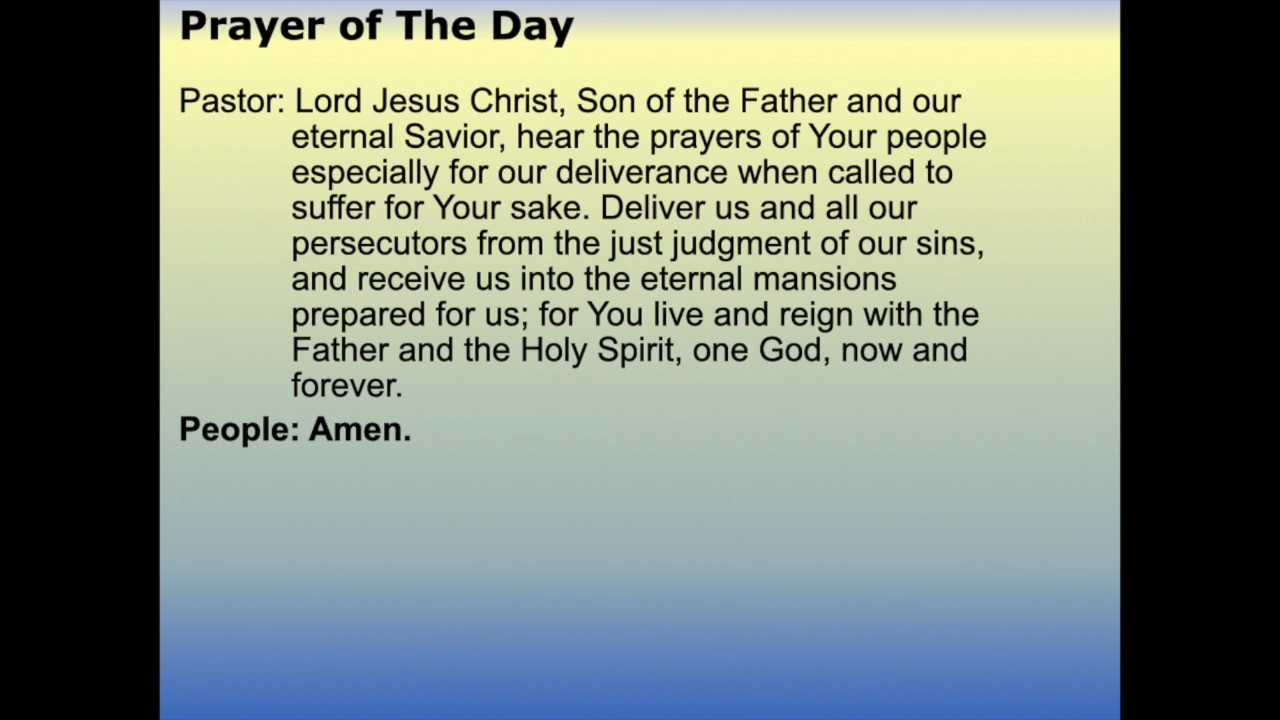 Prayer of The Day
Pastor: Lord Jesus Christ, Son of the Father and our
eternal Savior, hear the prayers of Your people
especially for our deliverance when called to
suffer for Your sake. Deliver us and all our
persecutors from the just judgment of our sins,
and receive us into the eternal mansions
prepared for us; for You live and reign with the
Father and the Holy Spirit, one God, now and
forever.
People: Amen.